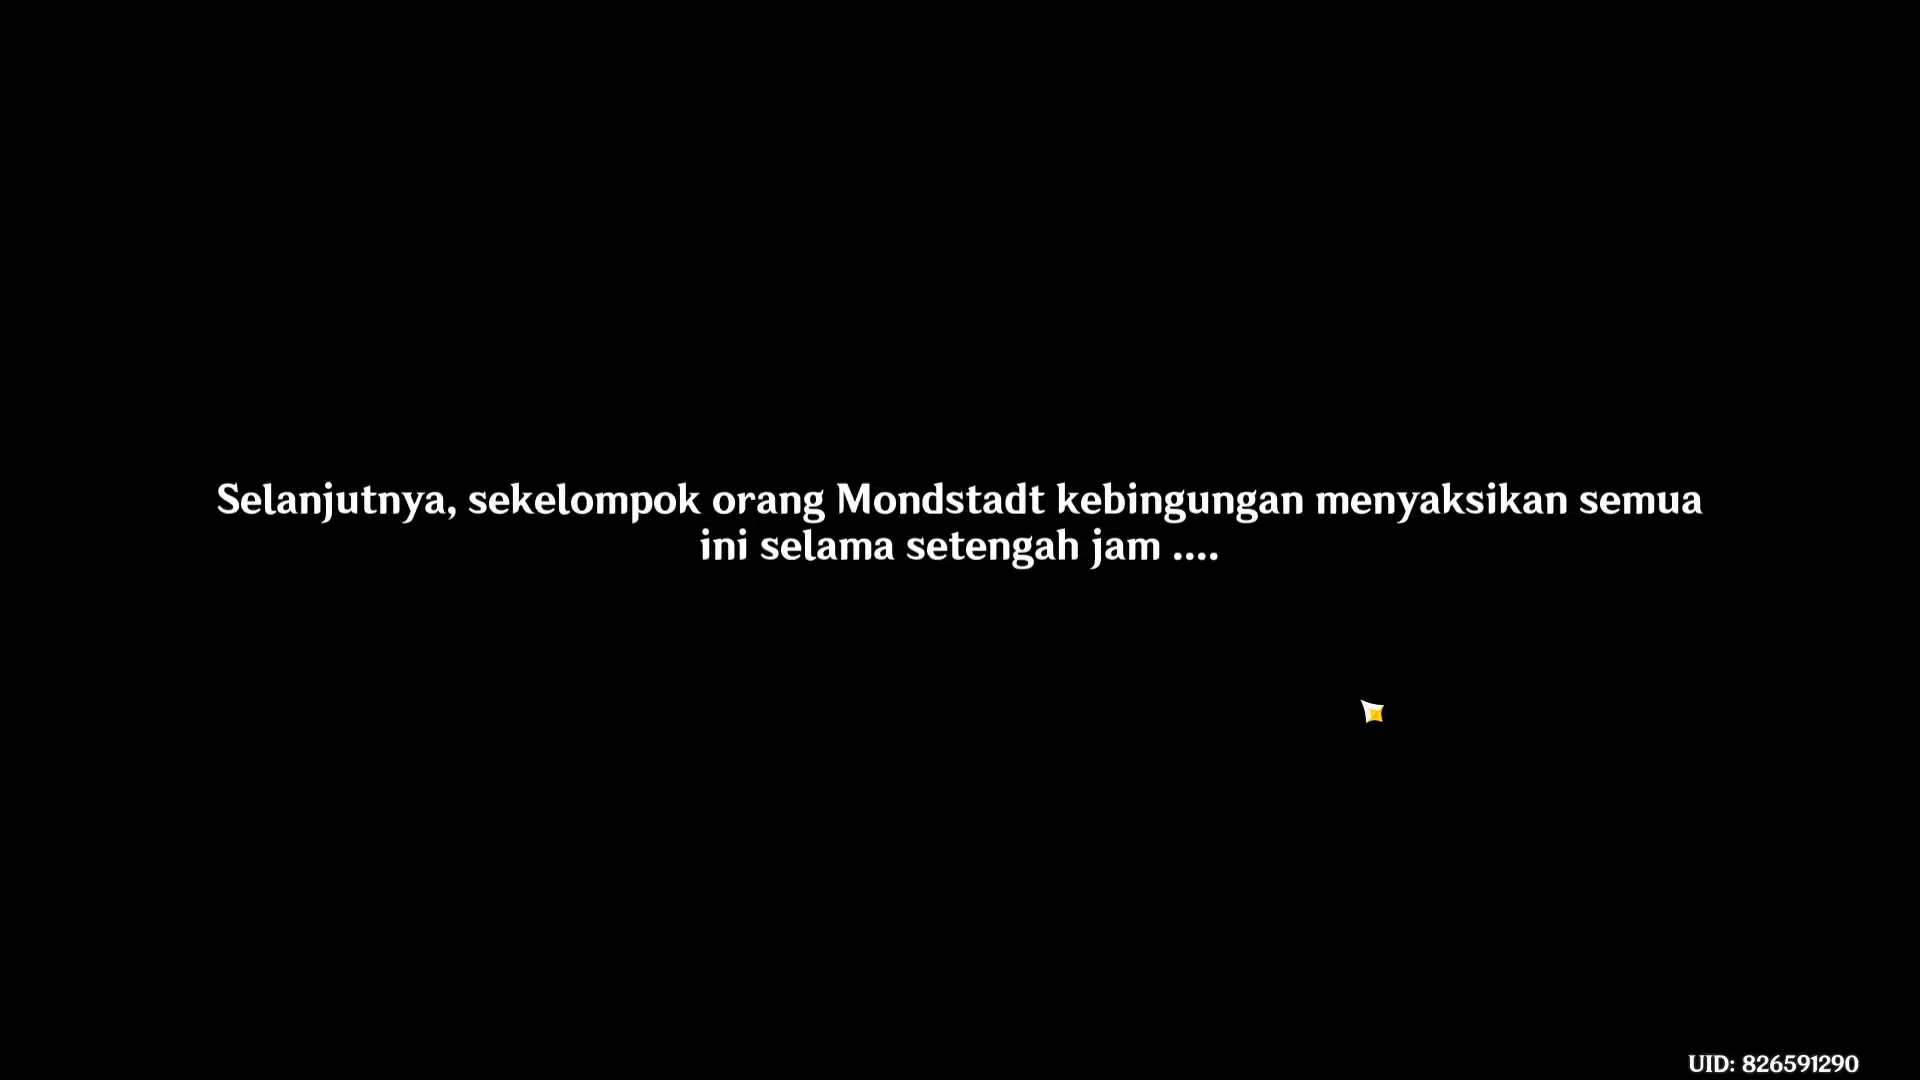 Selanjutnya, sekelompok orang Mondstadt kebingungan menyaksikan semua
ini selama setengah jam ....
UID: 826591290